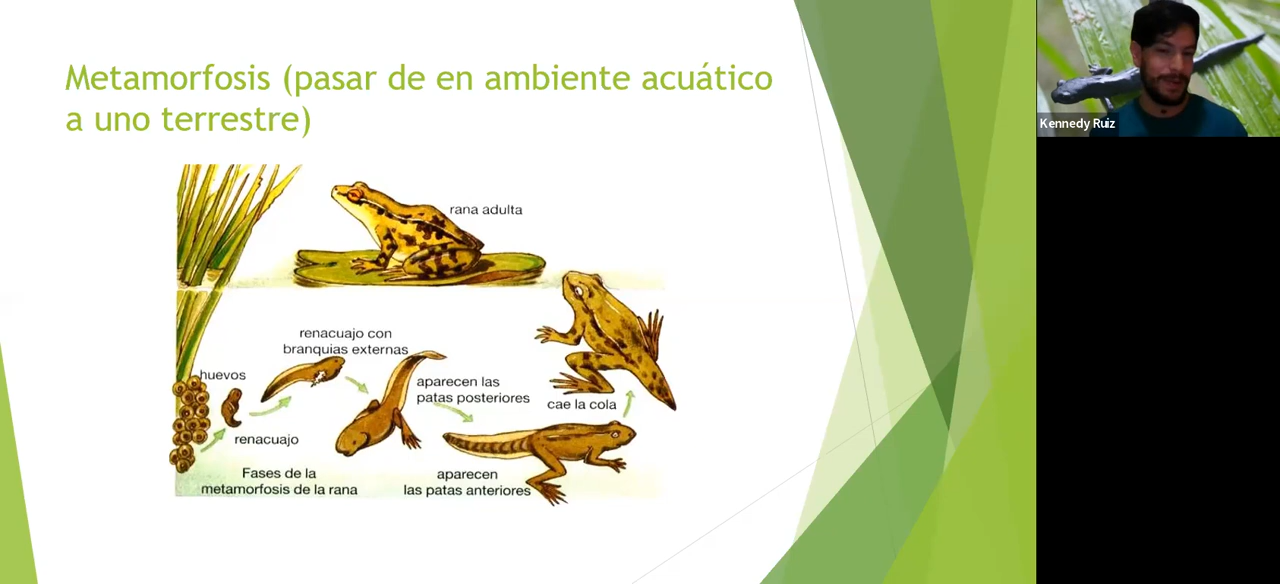 Metamorfosis (pasar de en ambiente acuático
a uno terrestre)
Kennedy Ruiz
rana adulta
renacuajo con
branquias externas
huevos
aparecen las
patas posteriores
cae la cola
renacuajo
Fases de la
metamorfosis de la rana
aparecen
las patas anteriores